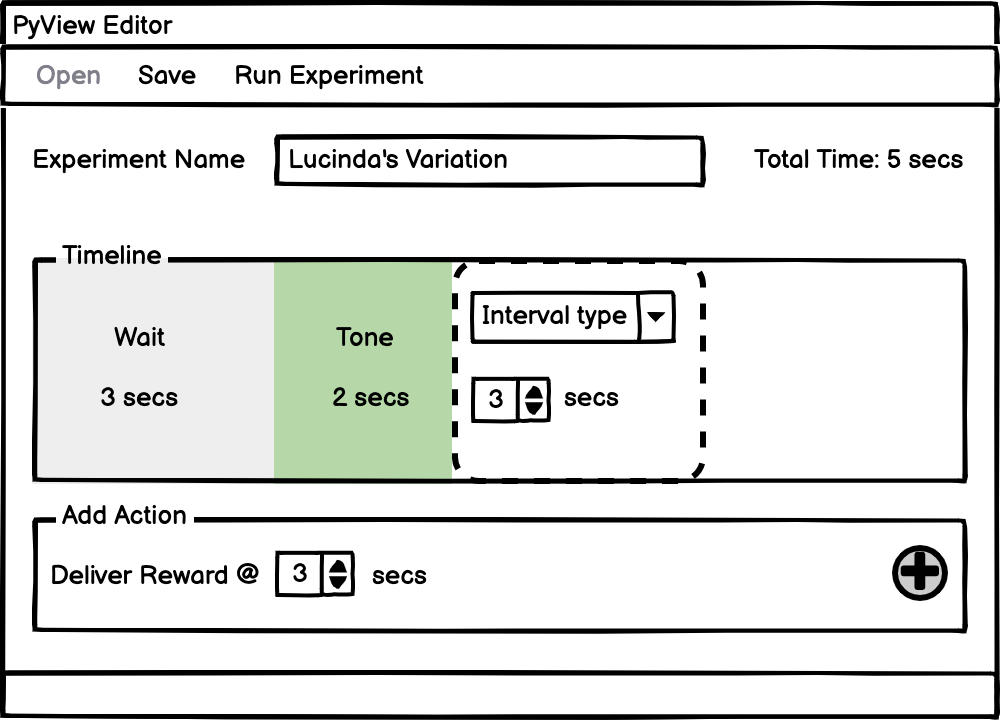 PyView Editor
Open Save Run Experiment
Experiment Name Lucinda's Variation Total Time: 5 secs
Timeline
Wait Tone Interval type
3 secs 2 secs 3 secs
Add Action
Deliver Reward @ 3 secs